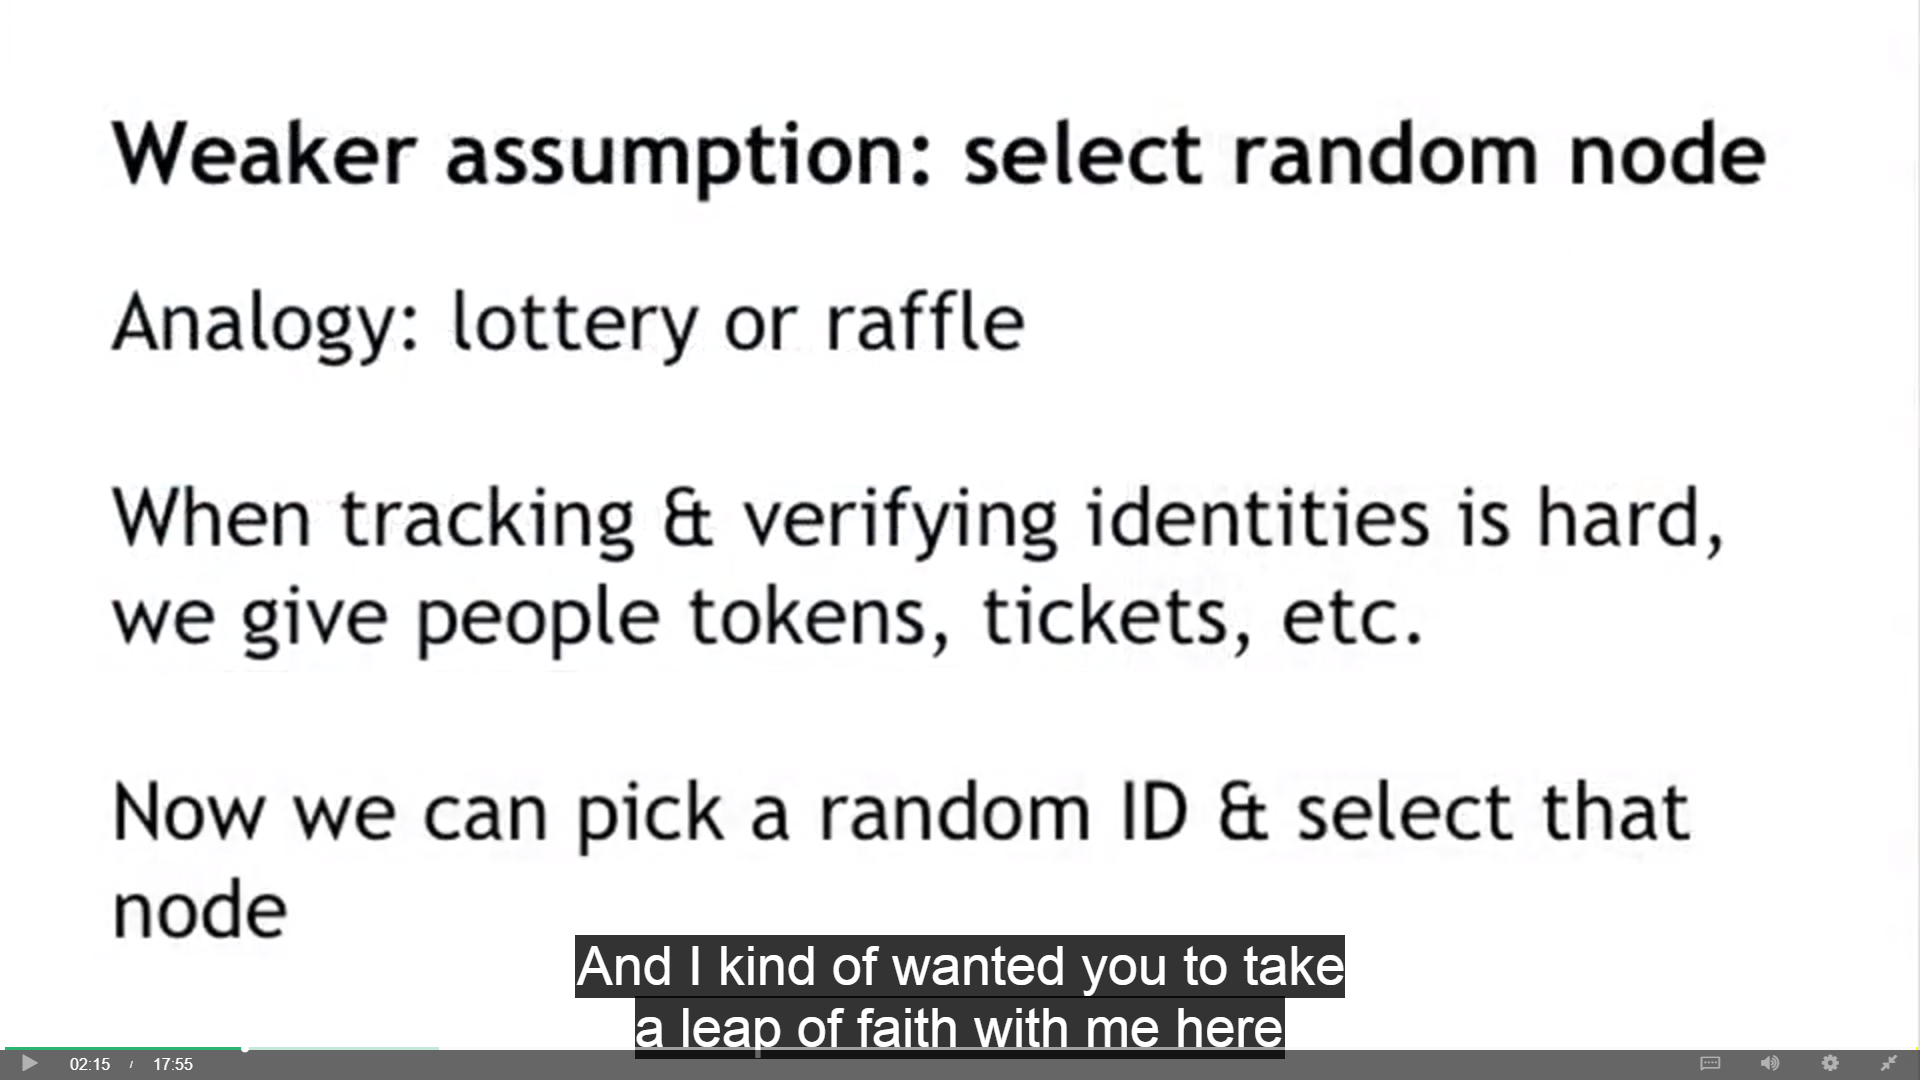 Weaker assumption: select random node
Analogy: lottery or raffle
When tracking & verifying identities is hard,
we give people tokens, tickets, etc.
Now we can pick a random ID & select that
node
And I kind of wanted you to take
a leap of faith with me here
02:15 / 17:55